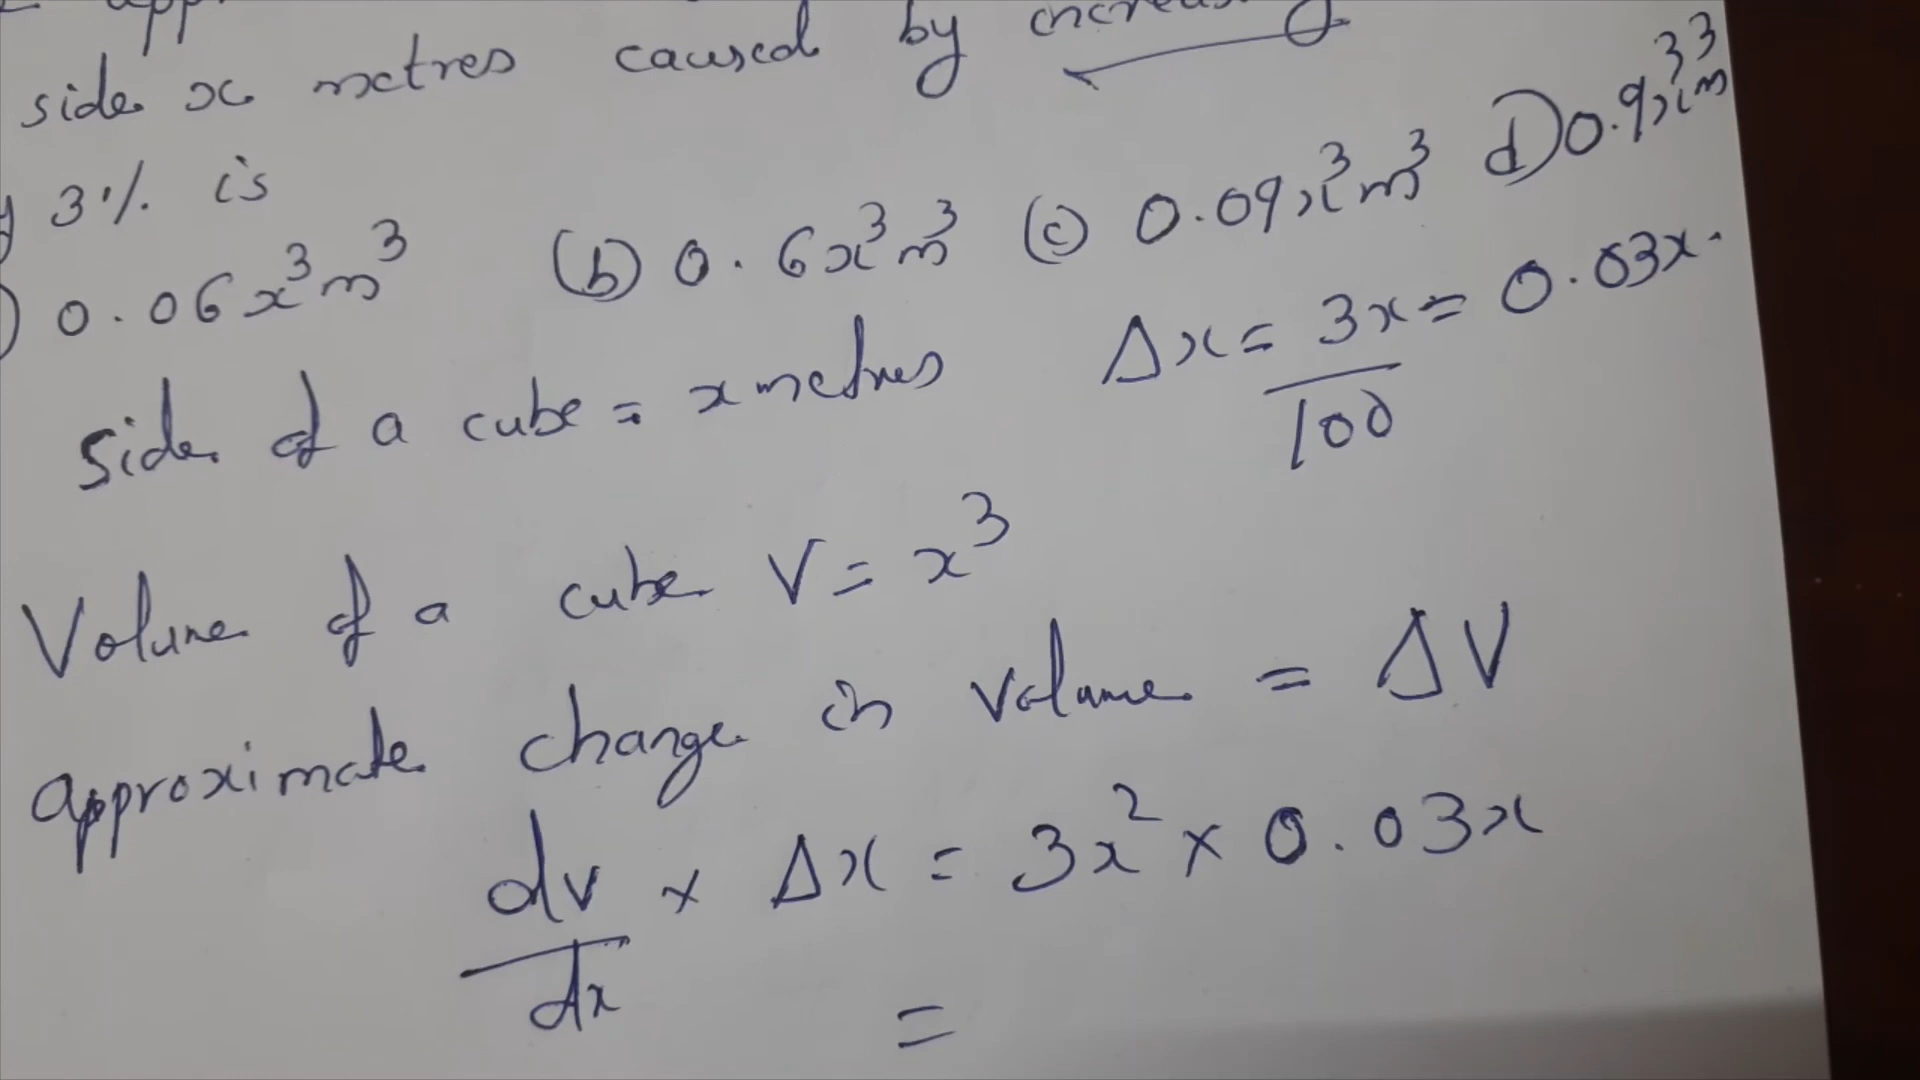 side x metres caused by increasing
3% is
0.06x³m³ (b) 0.6x³m³ (c) 0.09x³m³ d) 0.9x³m³
side of a cube = x metres Δx = 3x/100 = 0.03x.
Volume of a cube V = x³
approximate change in volume = ΔV
dv/dx × Δx = 3x² × 0.03x
=